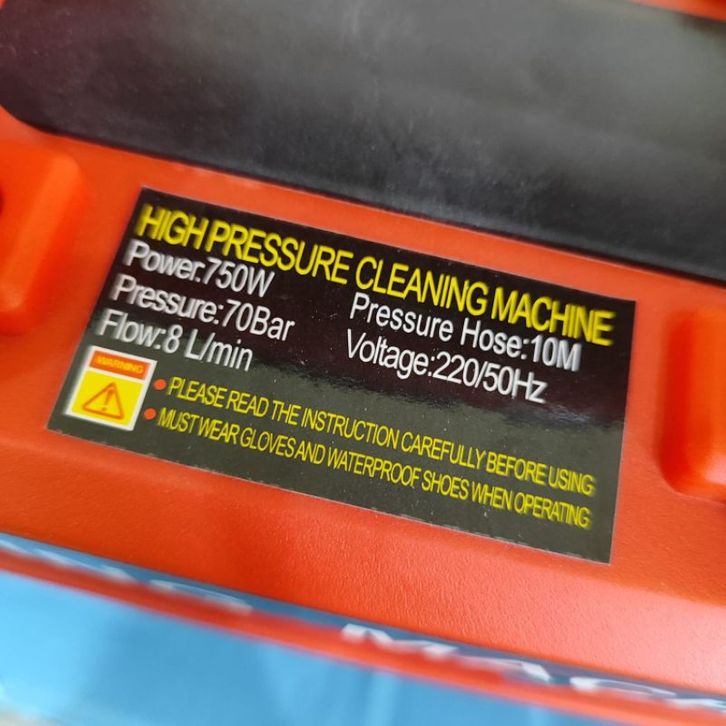 HIGH PRESSURE CLEANING MACHINE
Power:750W
Pressure Hose:10M
Pressure:70Bar
Voltage:220/50Hz
Flow:8 L/min
WARNING
• PLEASE READ THE INSTRUCTION CAREFULLY BEFORE USING
• MUST WEAR GLOVES AND WATERPROOF SHOES WHEN OPERATING